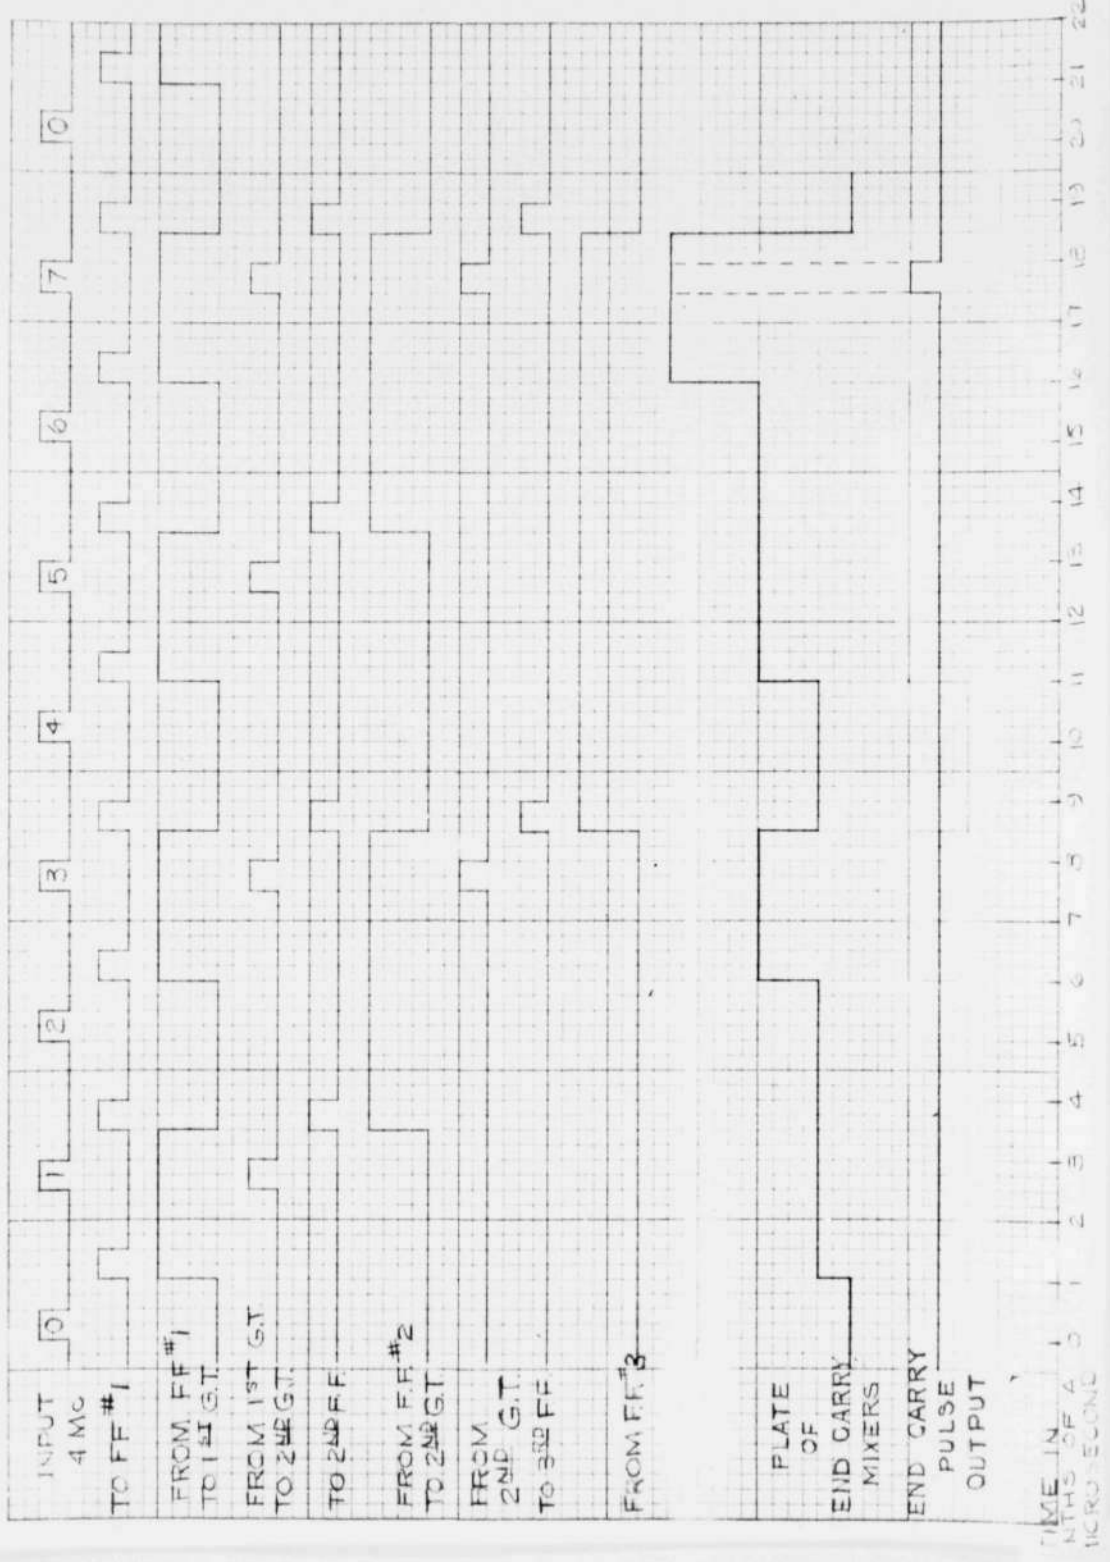 INPUT
4 MC
0 1 2 3 4 5 6 7 0
TO FF #1
FROM FF #1
TO 1ST G.T.
FROM 1ST G.T
TO 2ND G.T.
TO 2ND F.F.
FROM F.F. #2
TO 2ND G.T.
FROM
2ND G.T.
TO 3RD FF.
FROM F.F. #3
PLATE
OF
END CARRY
MIXERS
END CARRY
PULSE
OUTPUT
0 1 2 3 4 5 6 7 8 9 10 11 12 13 14 15 16 17 18 19 20 21 22
TIME IN
NTHS OF A
MICROSECOND